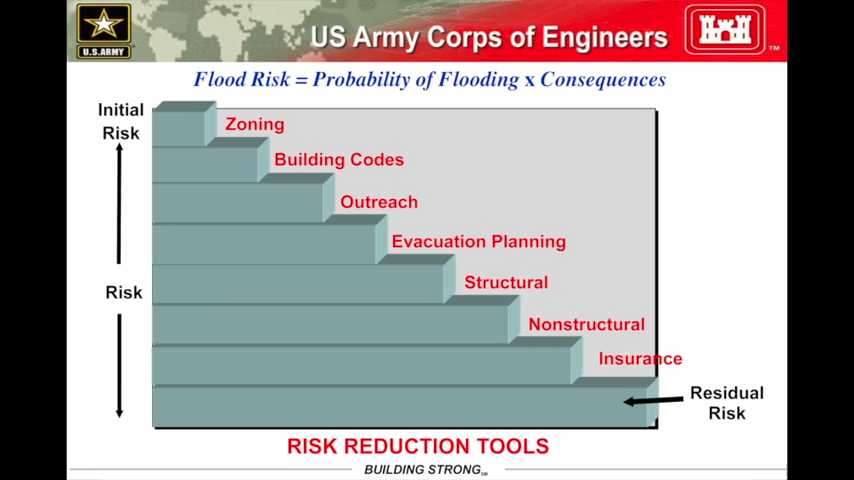 U.S.ARMY
US Army Corps of Engineers
TM
Flood Risk = Probability of Flooding x Consequences
Initial
Risk
Zoning
Building Codes
Outreach
Evacuation Planning
Risk
Structural
Nonstructural
Insurance
Residual
Risk
RISK REDUCTION TOOLS
BUILDING STRONG SM